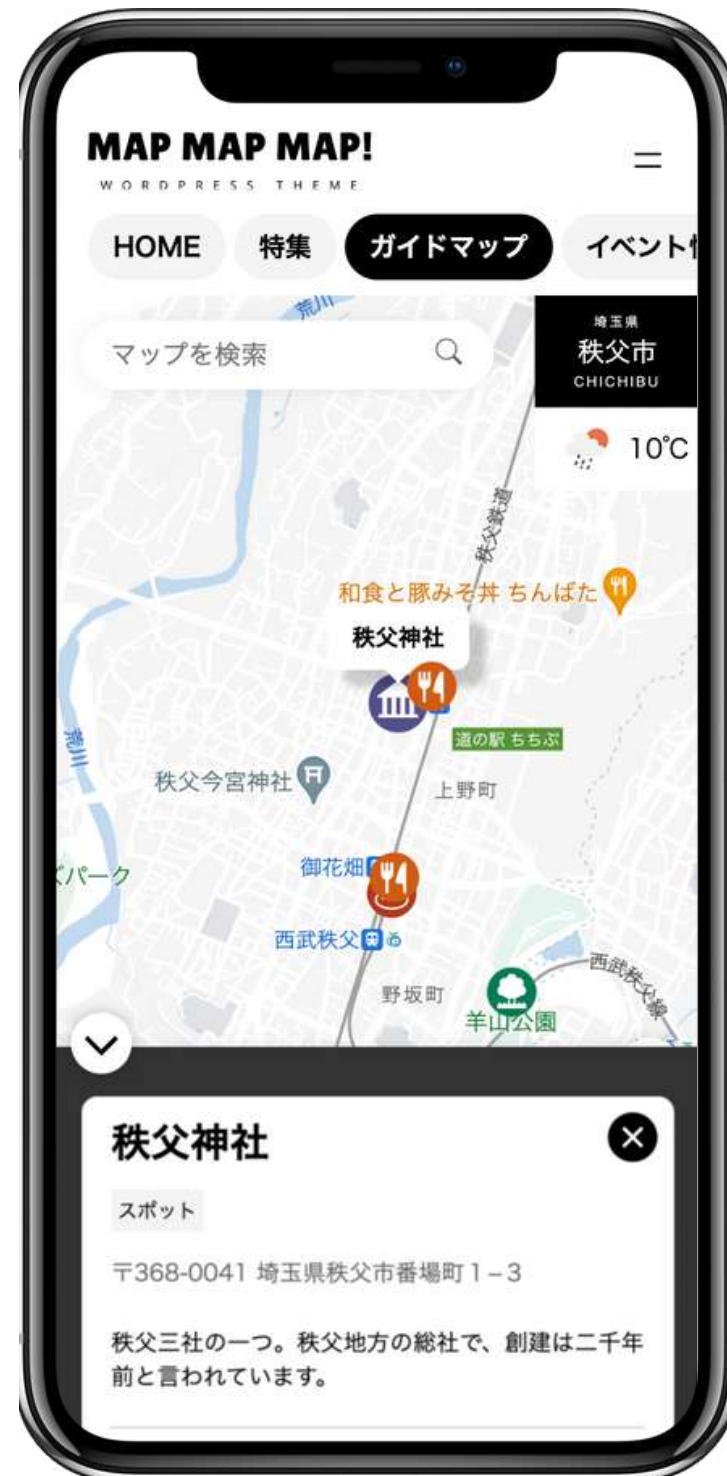 MAP MAP MAP!
WORDPRESS THEME
HOME
特集
ガイドマップ
イベント
荒川
マップを検索
埼玉県
秩父市
CHICHIBU
10℃
秩父鉄道
和食と豚みそ丼 ちんばた
秩父神社
道の駅 ちちぶ
荒川
秩父今宮神社
上野町
パーク
御花畑
西武秩父
西武秩父線
野坂町
羊山公園
秩父神社
スポット
〒368-0041 埼玉県秩父市番場町1−3
秩父三社の一つ。秩父地方の総社で、創建は二千年
前と言われています。